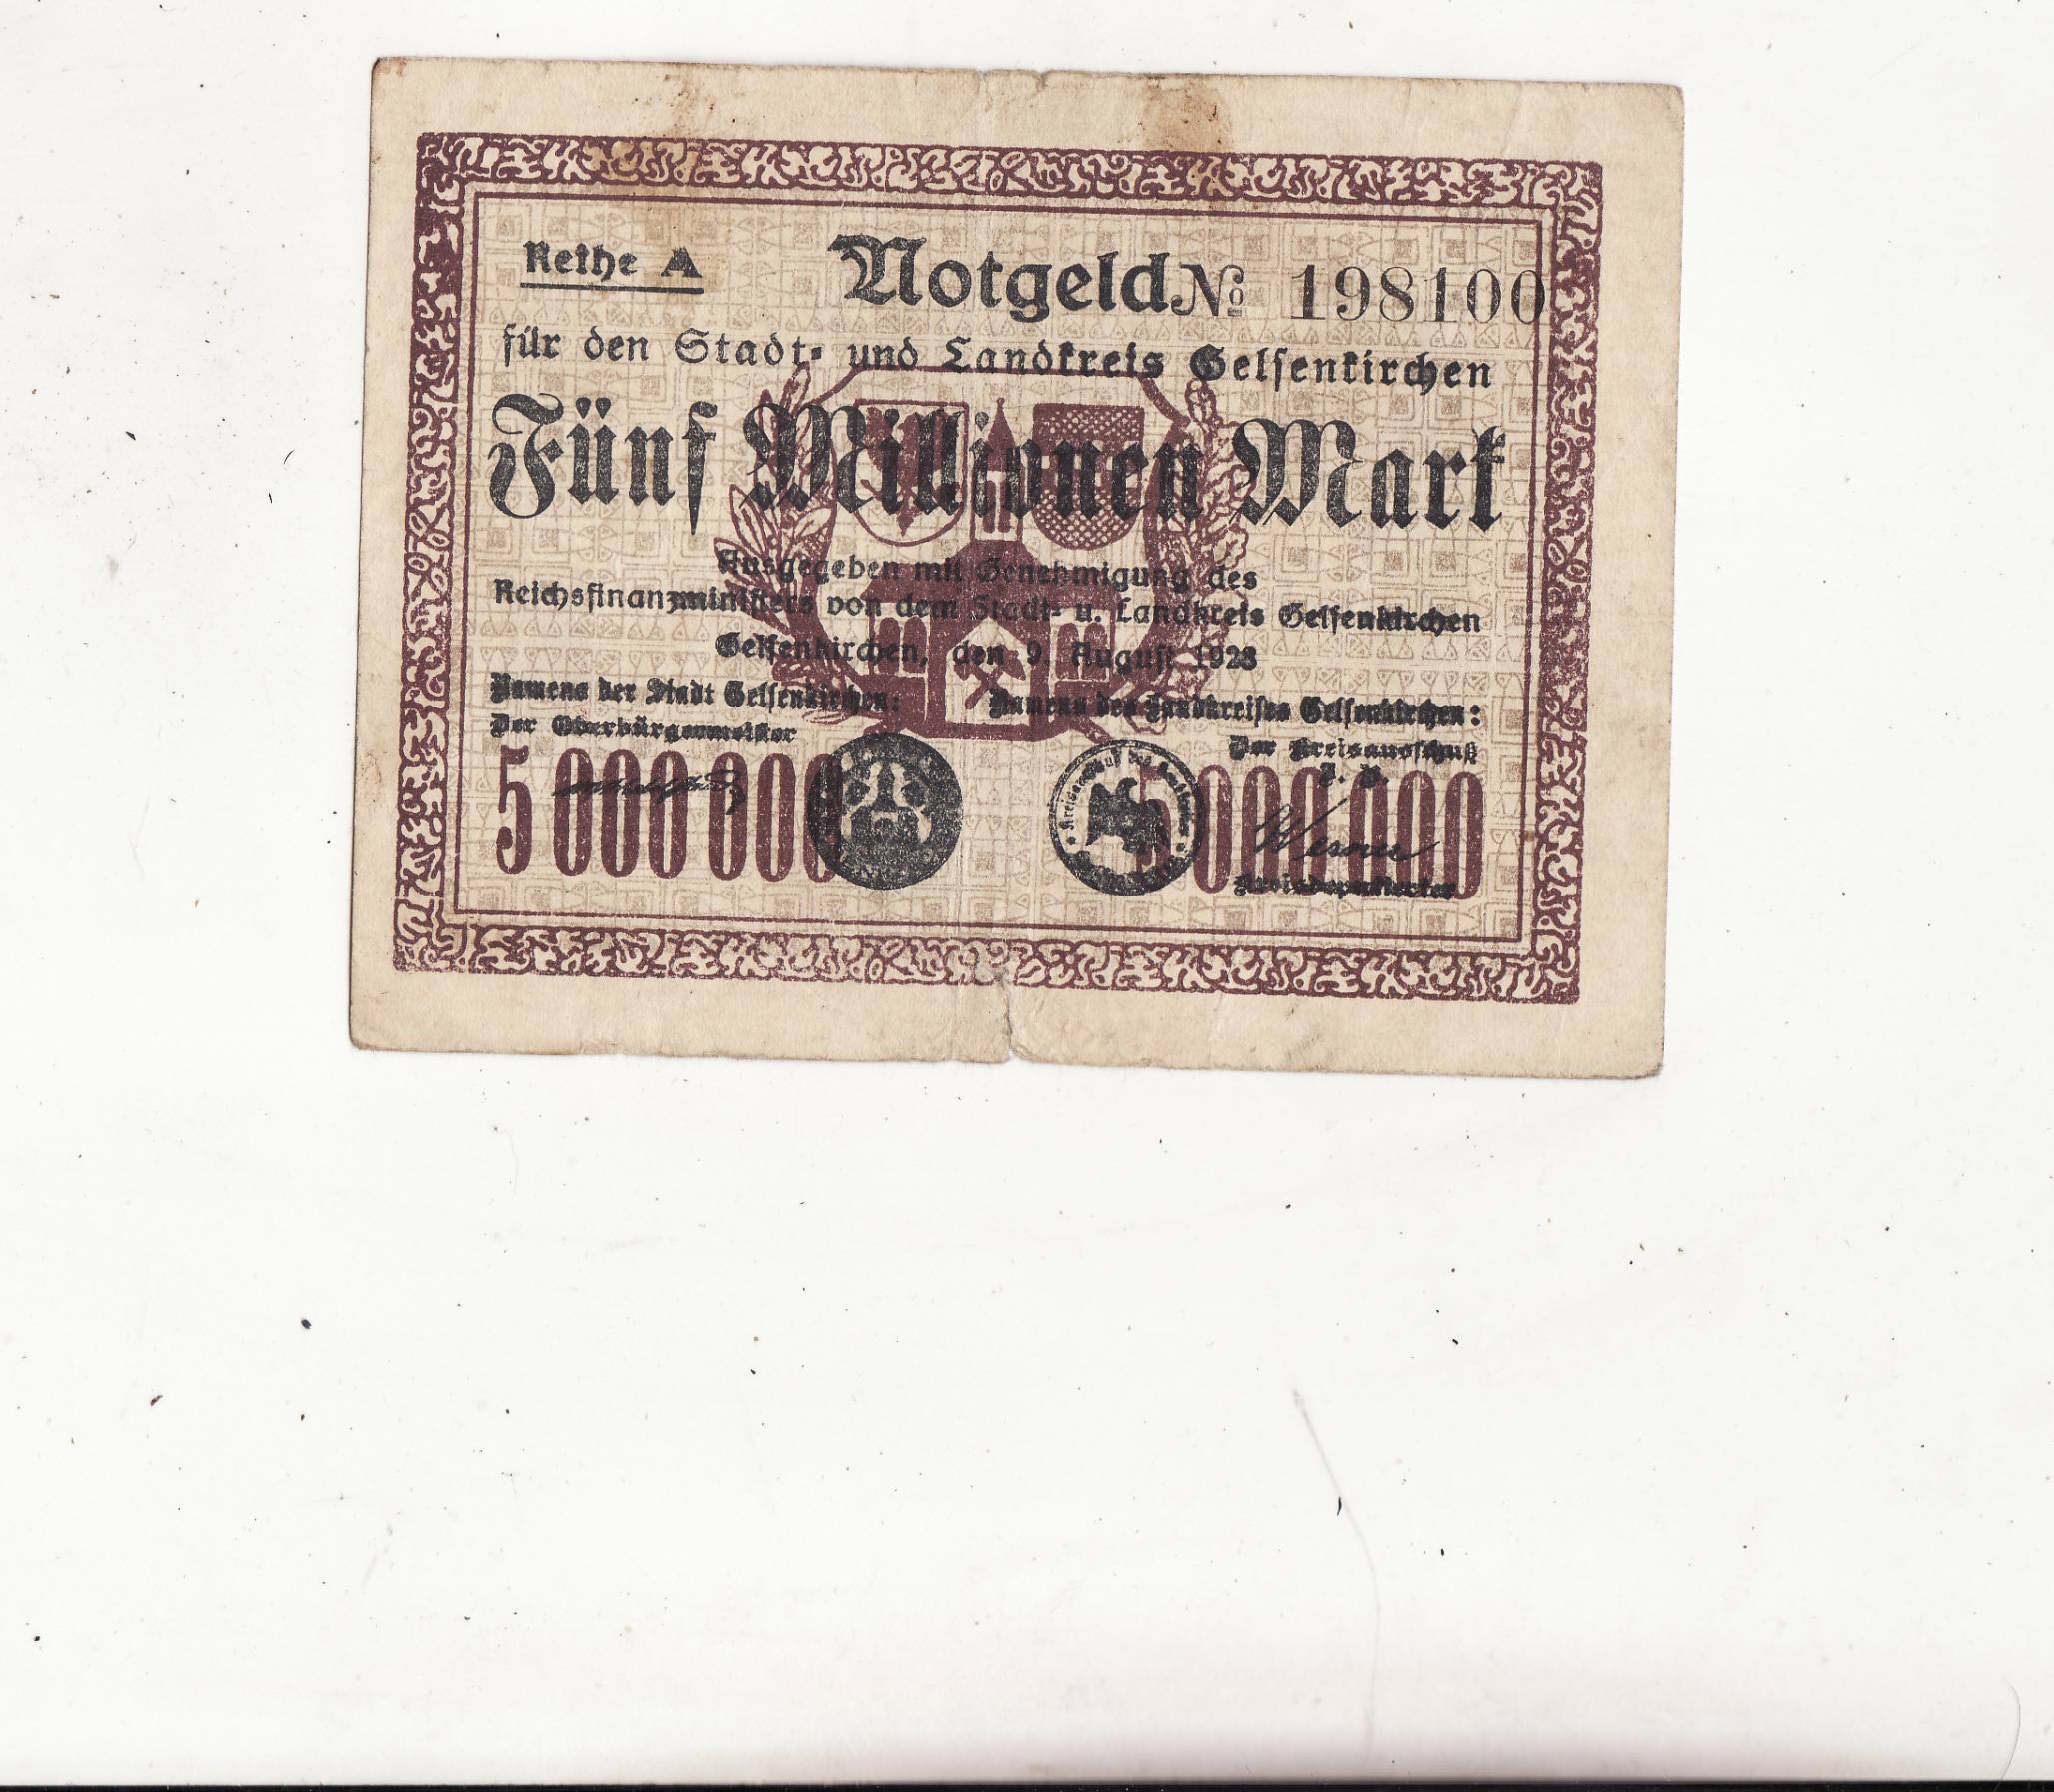 Reihe A
Notgeld
№ 198100
für den Stadt- und Landkreis Gelsenkirchen
Fünf Millionen Mark
Ausgegeben mit Genehmigung des
Reichsfinanzministers von dem Stadt- u. Landkreis Gelsenkirchen
Gelsenkirchen, den 9. August 1923
Namens der Stadt Gelsenkirchen:
Der Oberbürgermeister
Namens des Landkreises Gelsenkirchen:
Der Kreisausschuß
J. V.
5 000 000
5 000 000
Werner
Kreisdeputierter